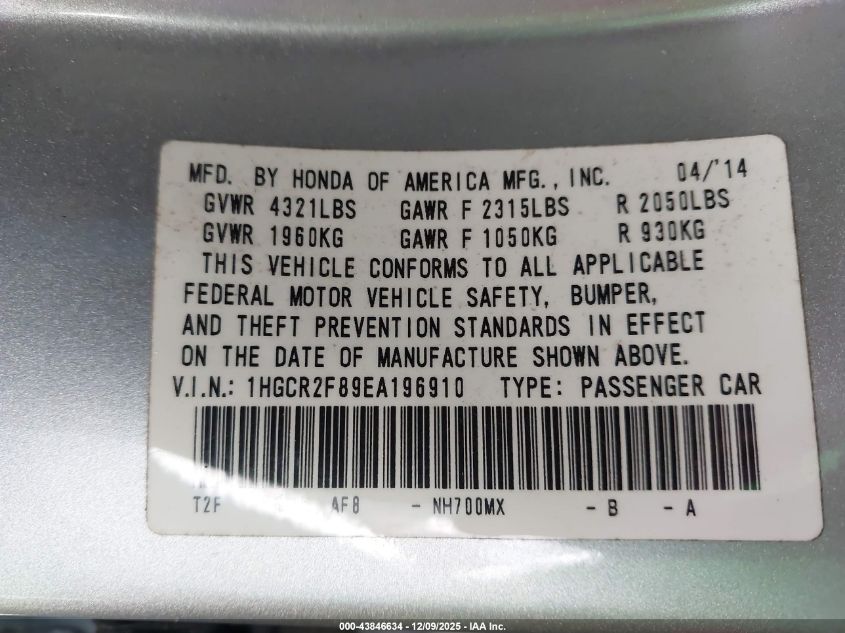 MFD. BY HONDA OF AMERICA MFG., INC. 04/'14
GVWR 4321LBS GAWR F 2315LBS R 2050LBS
GVWR 1960KG GAWR F 1050KG R 930KG
THIS VEHICLE CONFORMS TO ALL APPLICABLE
FEDERAL MOTOR VEHICLE SAFETY, BUMPER,
AND THEFT PREVENTION STANDARDS IN EFFECT
ON THE DATE OF MANUFACTURE SHOWN ABOVE.
V.I.N.: 1HGCR2F89EA196910 TYPE: PASSENGER CAR
T2F AF8 - NH700MX - B - A
000-43846634 - 12/09/2025 - IAA Inc.